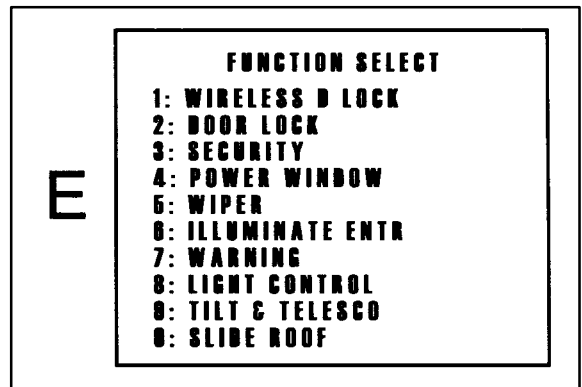 E
FUNCTION SELECT
1: WIRELESS D LOCK
2: DOOR LOCK
3: SECURITY
4: POWER WINDOW
5: WIPER
6: ILLUMINATE ENTR
7: WARNING
8: LIGHT CONTROL
9: TILT & TELESCO
0: SLIDE ROOF